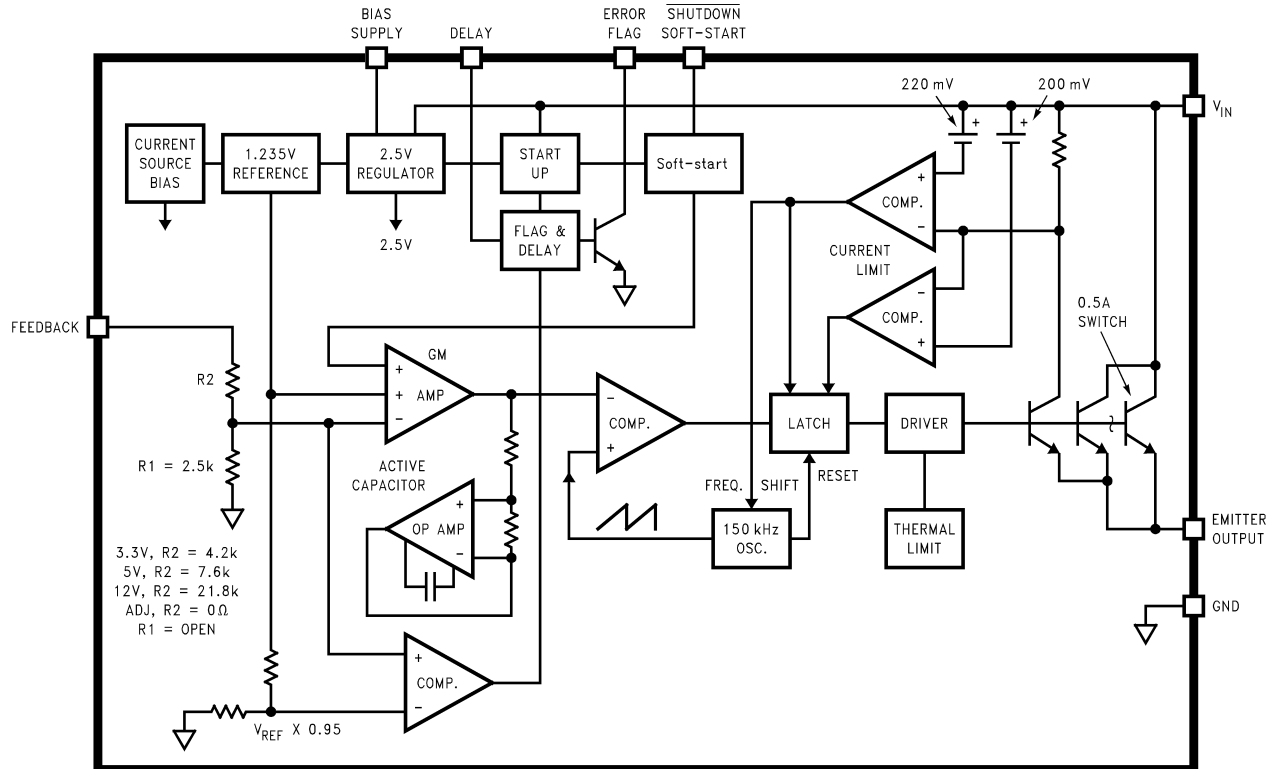 BIAS
SUPPLY
DELAY
ERROR
FLAG
SHUTDOWN
SOFT-START
220 mV
200 mV
VIN
CURRENT
SOURCE
BIAS
1.235V
REFERENCE
2.5V
REGULATOR
START
UP
Soft-start
2.5V
FLAG &
DELAY
+
+
+
COMP.
−
CURRENT
LIMIT
−
COMP.
+
0.5A
SWITCH
FEEDBACK
R2
R1 = 2.5k
GM
AMP
+
+
−
−
COMP.
+
LATCH
DRIVER
RESET
FREQ. SHIFT
150 kHz
OSC.
THERMAL
LIMIT
EMITTER
OUTPUT
GND
ACTIVE
CAPACITOR
+
OP AMP
−
3.3V, R2 = 4.2k
5V, R2 = 7.6k
12V, R2 = 21.8k
ADJ, R2 = 0Ω
R1 = OPEN
+
COMP.
−
VREF X 0.95